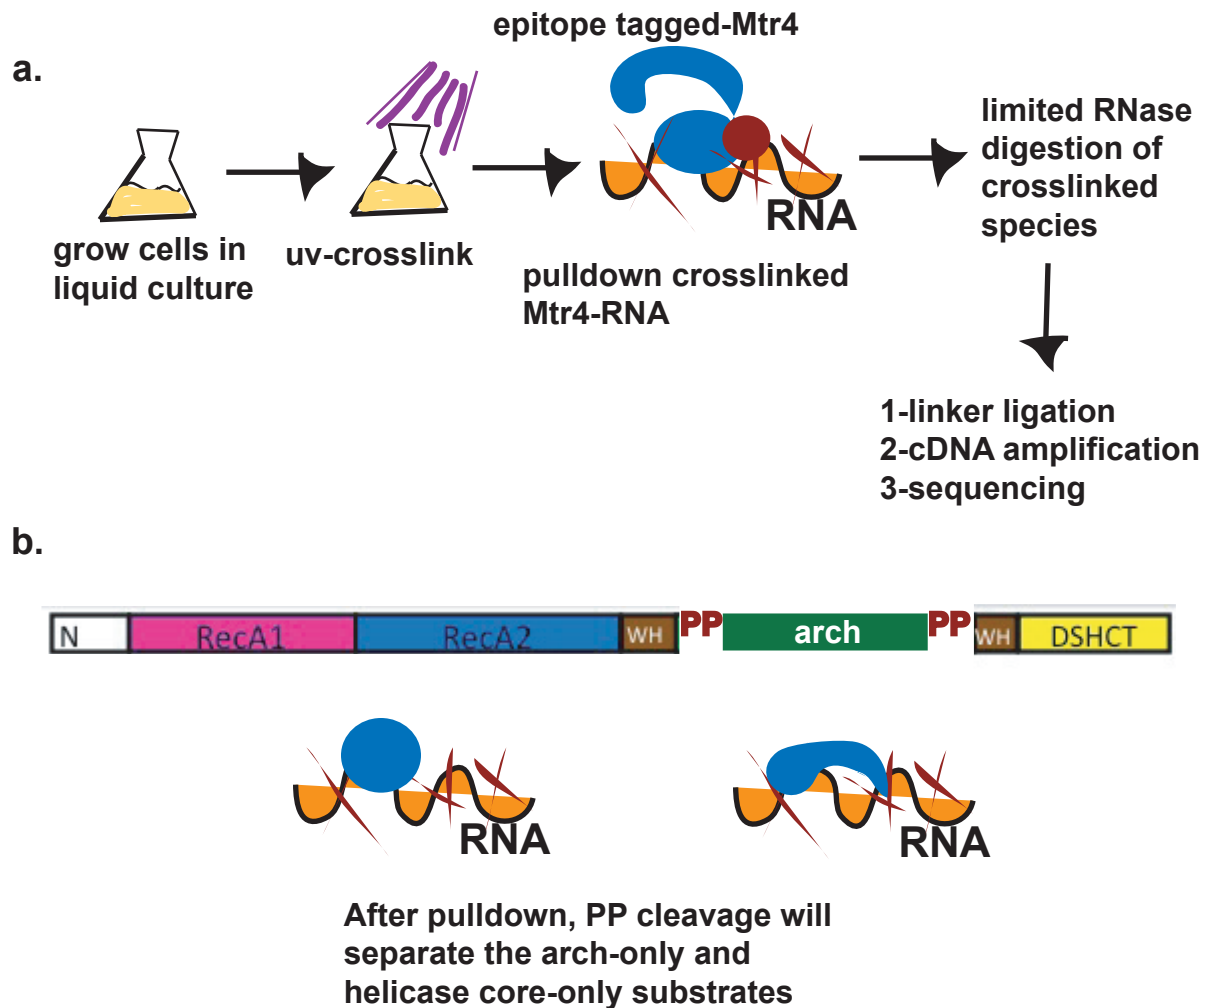 a.
epitope tagged-Mtr4
grow cells in
liquid culture
uv-crosslink
RNA
pulldown crosslinked
Mtr4-RNA
limited RNase
digestion of
crosslinked
species
1-linker ligation
2-cDNA amplification
3-sequencing
b.
N RecA1 RecA2 WH PP arch PP WH DSHCT
RNA
RNA
After pulldown, PP cleavage will
separate the arch-only and
helicase core-only substrates